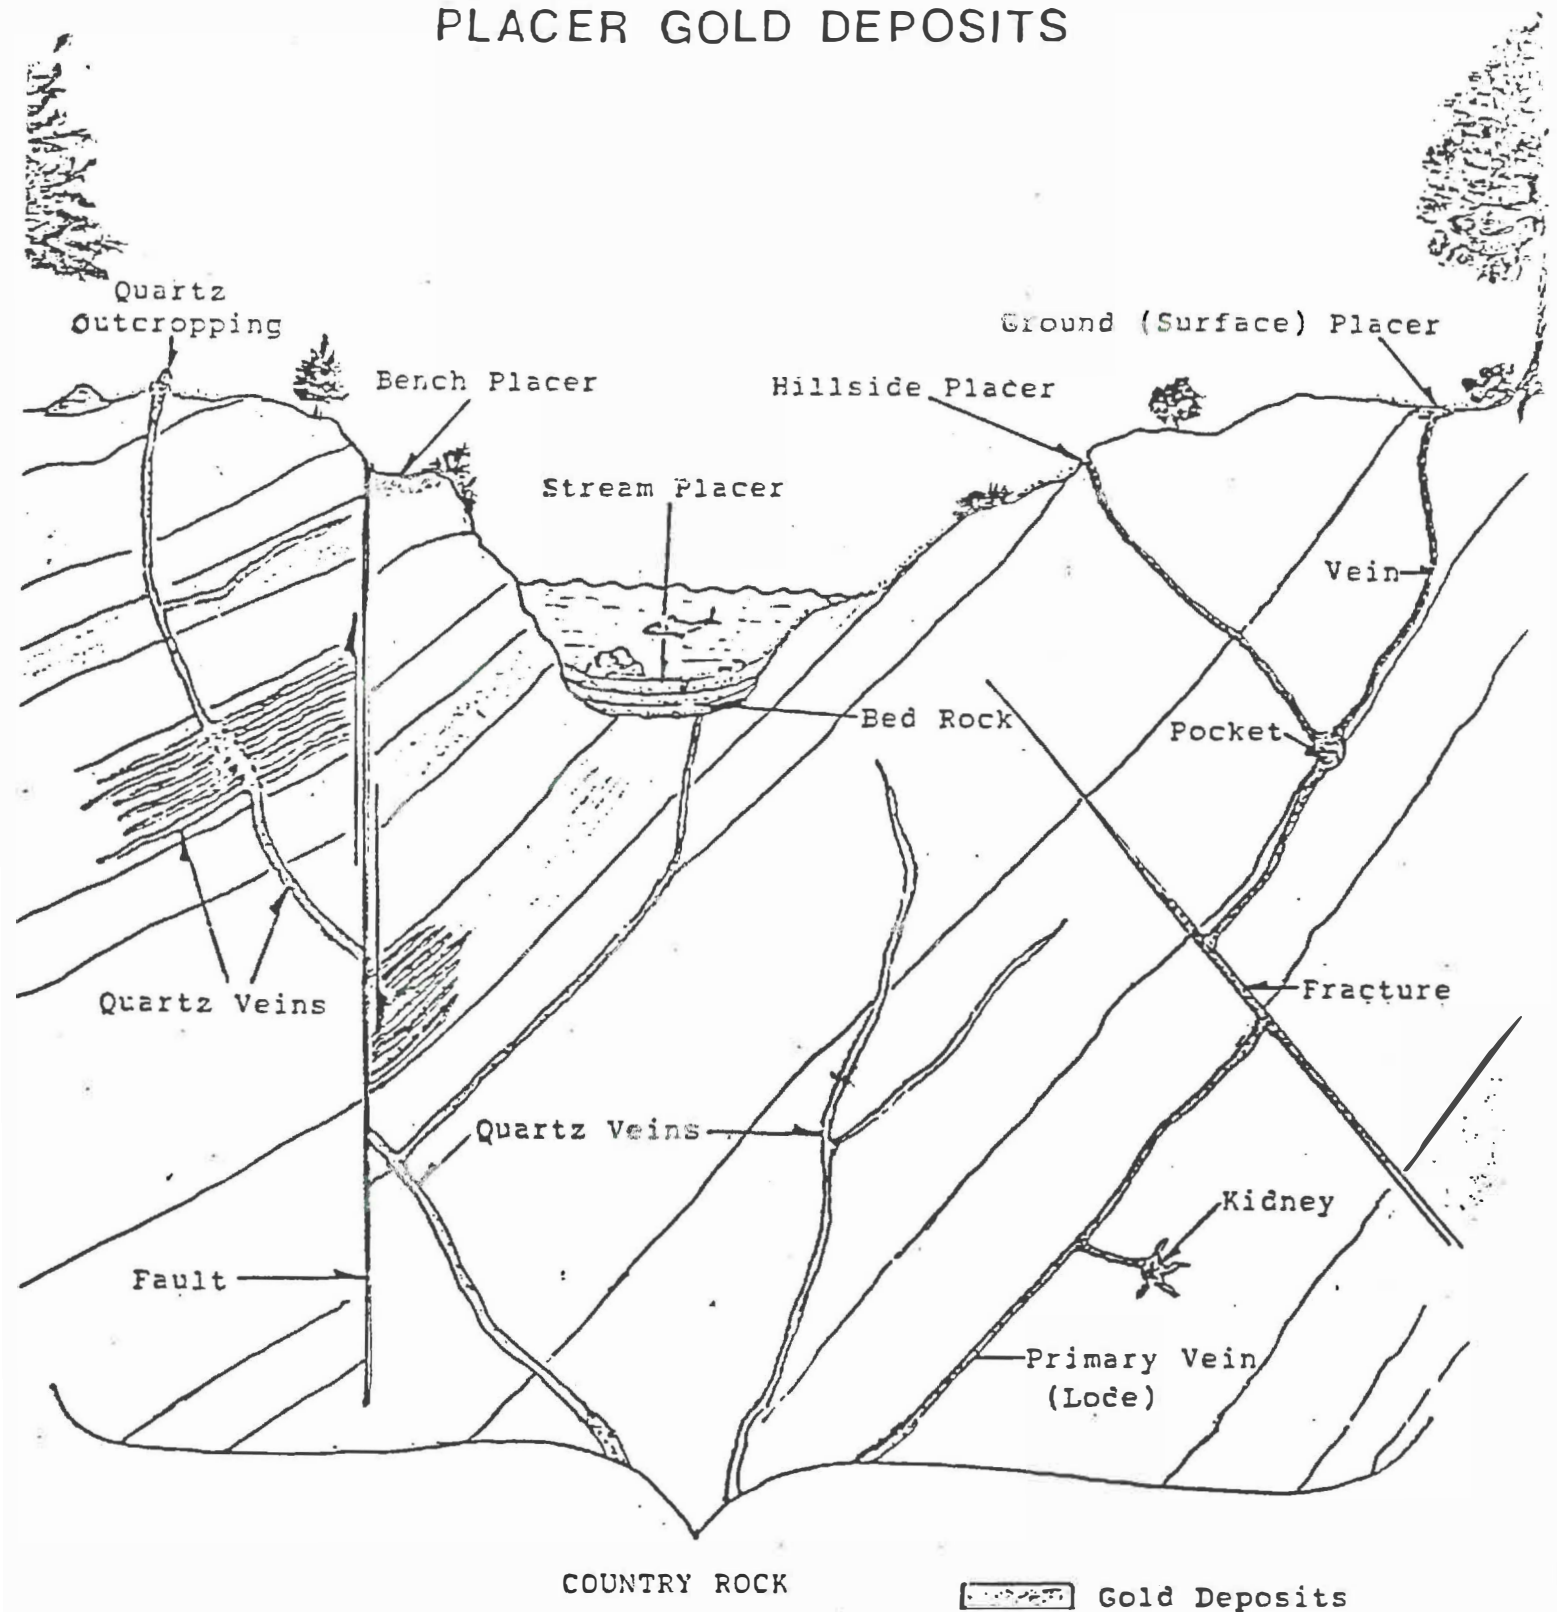 PLACER GOLD DEPOSITS
Quartz
Outcropping
Ground (Surface) Placer
Bench Placer
Hillside Placer
Stream Placer
Vein
Bed Rock
Pocket
Quartz Veins
Fracture
Quartz Veins
Kidney
Fault
Primary Vein
(Lode)
COUNTRY ROCK
Gold Deposits